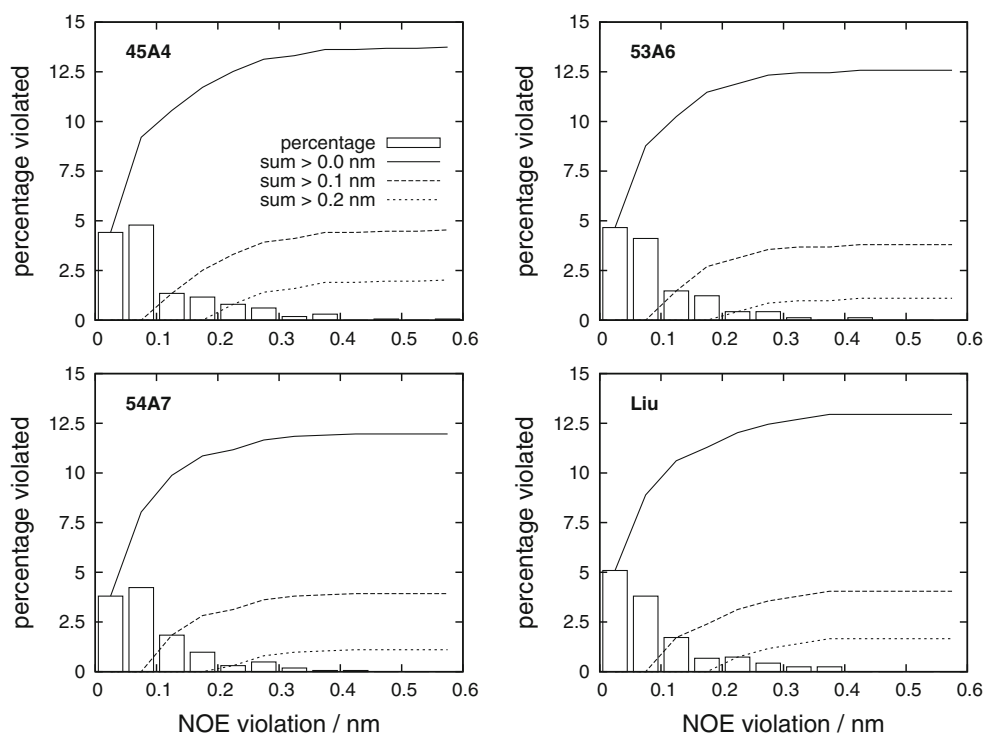 45A4
percentage violated
15
12.5
10
7.5
5
2.5
0
percentage
sum > 0.0 nm
sum > 0.1 nm
sum > 0.2 nm
0 0.1 0.2 0.3 0.4 0.5 0.6
53A6
percentage violated
15
12.5
10
7.5
5
2.5
0
0 0.1 0.2 0.3 0.4 0.5 0.6
54A7
percentage violated
15
12.5
10
7.5
5
2.5
0
0 0.1 0.2 0.3 0.4 0.5 0.6
NOE violation / nm
Liu
percentage violated
15
12.5
10
7.5
5
2.5
0
0 0.1 0.2 0.3 0.4 0.5 0.6
NOE violation / nm